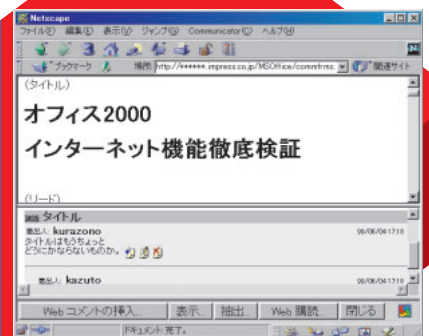 Netscape
ファイル(F) 編集(E) 表示(V) ジャンプ(G) Communicator(C) ヘルプ(H)
ブックマーク 場所: http://******.impress.co.jp/MSOffice/commfrms. 関連サイト
(タイトル)
オフィス2000
インターネット機能徹底検証
(リード)
タイトル
差出人: kurazono 99/06/04 17:18
タイトルはもうちょっと
どうにかならないものか。
差出人: kazuto 99/06/04 17:18
Web コメントの挿入... 表示... 抽出... Web 購読... 閉じる
ドキュメント:完了。